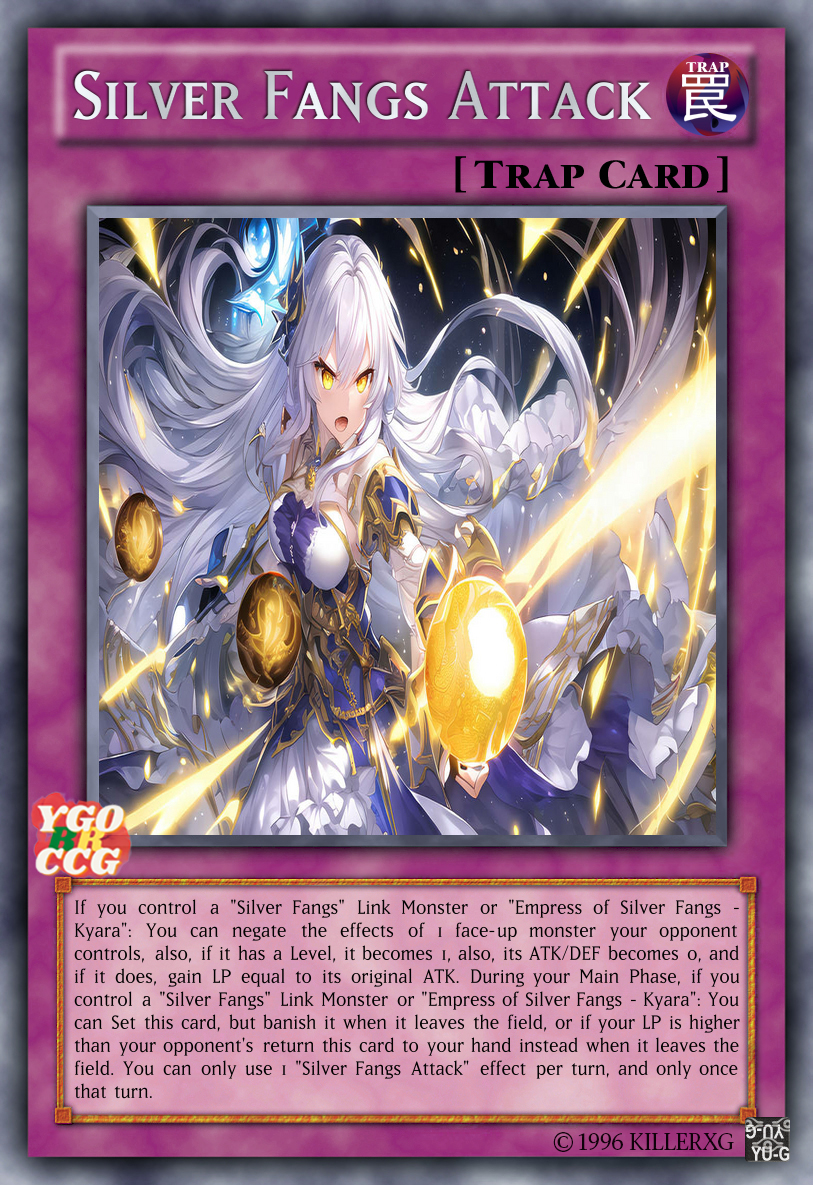 SILVER FANGS ATTACK
TRAP
罠
[TRAP CARD]
YGO
BR
CCG
If you control a "Silver Fangs" Link Monster or "Empress of Silver Fangs -
Kyara": You can negate the effects of 1 face-up monster your opponent
controls, also, if it has a Level, it becomes 1, also, its ATK/DEF becomes 0, and
if it does, gain LP equal to its original ATK. During your Main Phase, if you
control a "Silver Fangs" Link Monster or "Empress of Silver Fangs - Kyara": You
can Set this card, but banish it when it leaves the field, or if your LP is higher
than your opponent's return this card to your hand instead when it leaves the
field. You can only use 1 "Silver Fangs Attack" effect per turn, and only once
that turn.
© 1996 KILLERXG
YU-G
YU-G